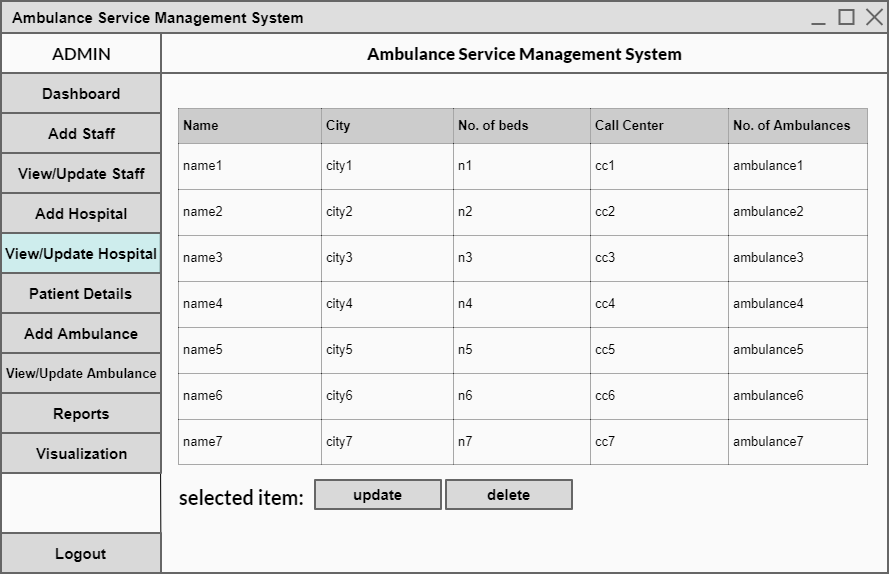 Ambulance Service Management System
ADMIN
Ambulance Service Management System
Dashboard
Add Staff
View/Update Staff
Add Hospital
View/Update Hospital
Patient Details
Add Ambulance
View/Update Ambulance
Reports
Visualization
Logout
Name City No. of beds Call Center No. of Ambulances
name1 city1 n1 cc1 ambulance1
name2 city2 n2 cc2 ambulance2
name3 city3 n3 cc3 ambulance3
name4 city4 n4 cc4 ambulance4
name5 city5 n5 cc5 ambulance5
name6 city6 n6 cc6 ambulance6
name7 city7 n7 cc7 ambulance7
selected item: update delete